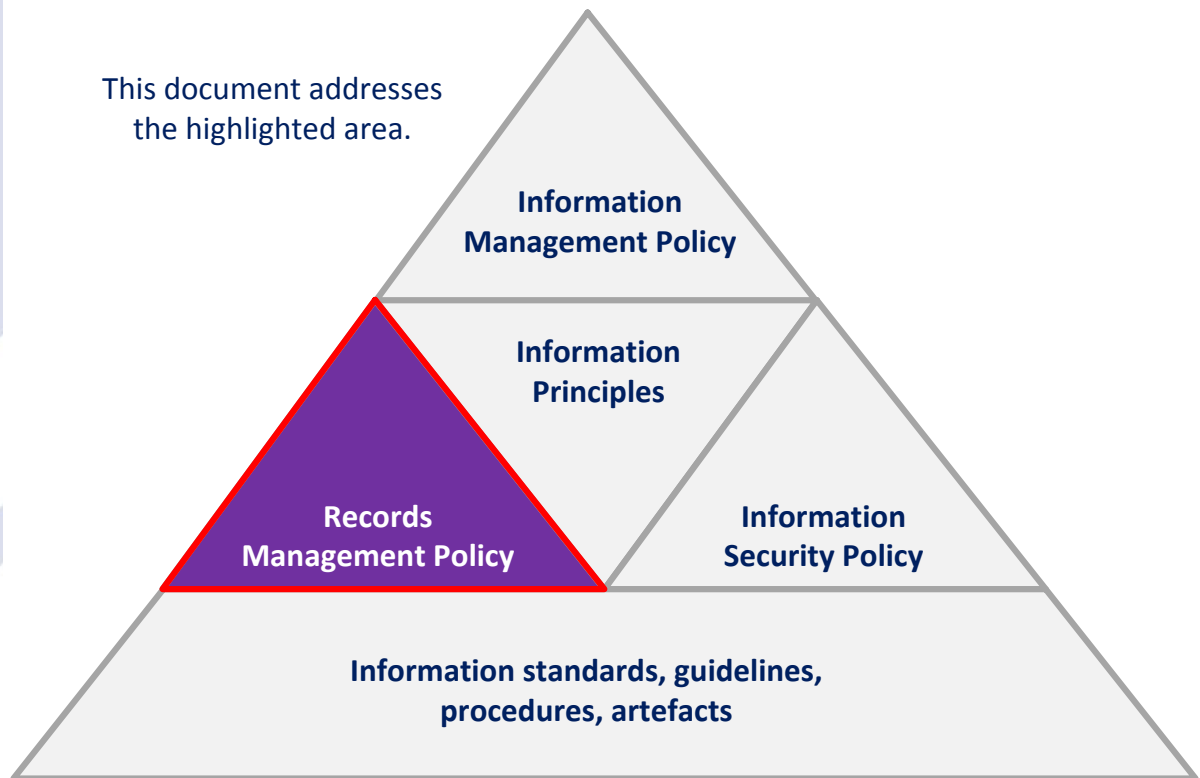 This document addresses
the highlighted area.
Information
Management Policy
Information
Principles
Records
Management Policy
Information
Security Policy
Information standards, guidelines,
procedures, artefacts